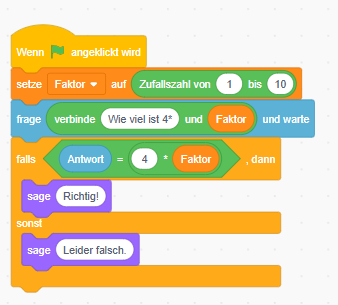 Wenn angeklickt wird
setze Faktor auf Zufallszahl von 1 bis 10
frage verbinde Wie viel ist 4* und Faktor und warte
falls Antwort = 4 * Faktor , dann
sage Richtig!
sonst
sage Leider falsch.